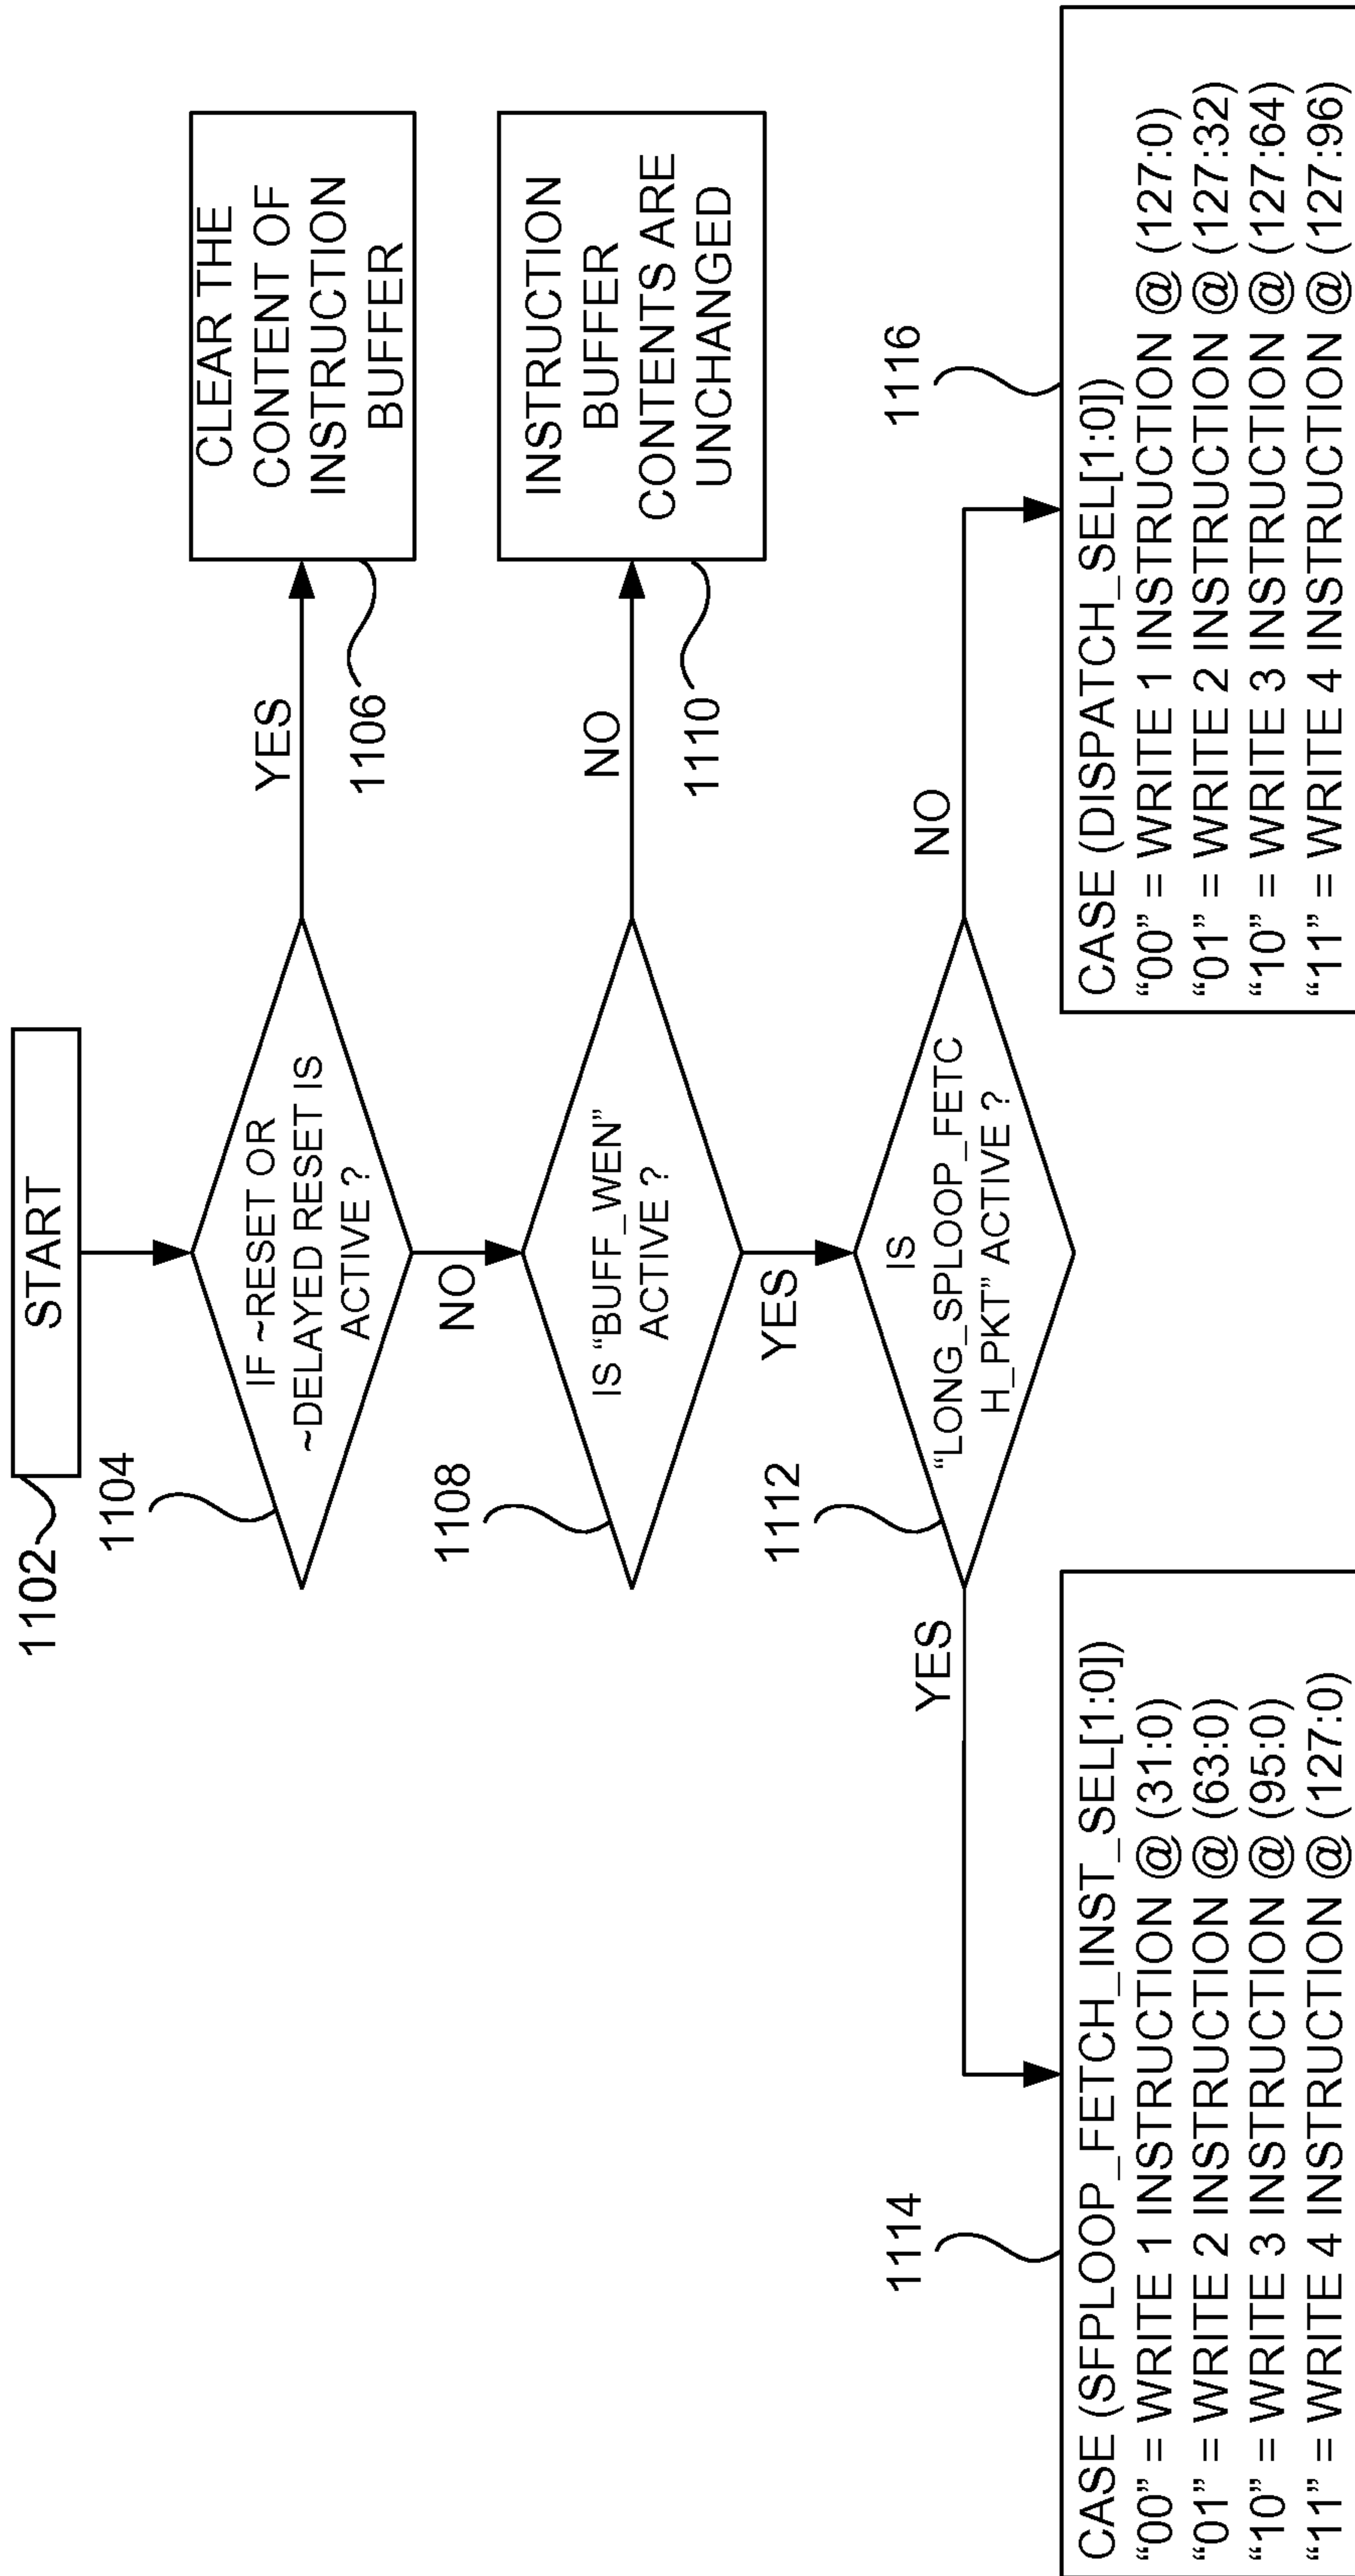 START
1102
IF ~RESET OR
~DELAYED RESET IS
ACTIVE ?
1104
YES
CLEAR THE
CONTENT OF
INSTRUCTION
BUFFER
1106
NO
IS “BUFF_WEN”
ACTIVE ?
1108
NO
INSTRUCTION
BUFFER
CONTENTS ARE
UNCHANGED
1110
YES
IS
“LONG_SPLOOP_FETC
H_PKT” ACTIVE ?
1112
YES
NO
1114
CASE (SFPLOOP_FETCH_INST_SEL[1:0])
“00” = WRITE 1 INSTRUCTION @ (31:0)
“01” = WRITE 2 INSTRUCTION @ (63:0)
“10” = WRITE 3 INSTRUCTION @ (95:0)
“11” = WRITE 4 INSTRUCTION @ (127:0)
1116
CASE (DISPATCH_SEL[1:0])
“00” = WRITE 1 INSTRUCTION @ (127:0)
“01” = WRITE 2 INSTRUCTION @ (127:32)
“10” = WRITE 3 INSTRUCTION @ (127:64)
“11” = WRITE 4 INSTRUCTION @ (127:96)